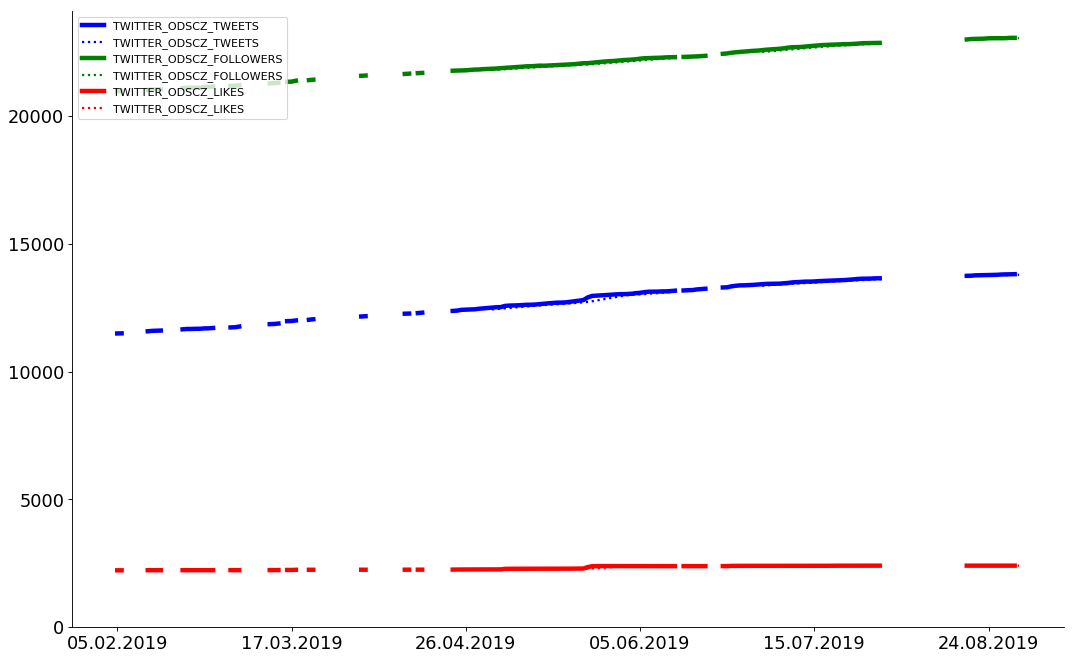 TWITTER_ODSCZ_TWEETS
TWITTER_ODSCZ_TWEETS
TWITTER_ODSCZ_FOLLOWERS
TWITTER_ODSCZ_FOLLOWERS
TWITTER_ODSCZ_LIKES
TWITTER_ODSCZ_LIKES
20000
15000
10000
5000
0
05.02.2019 17.03.2019 26.04.2019 05.06.2019 15.07.2019 24.08.2019